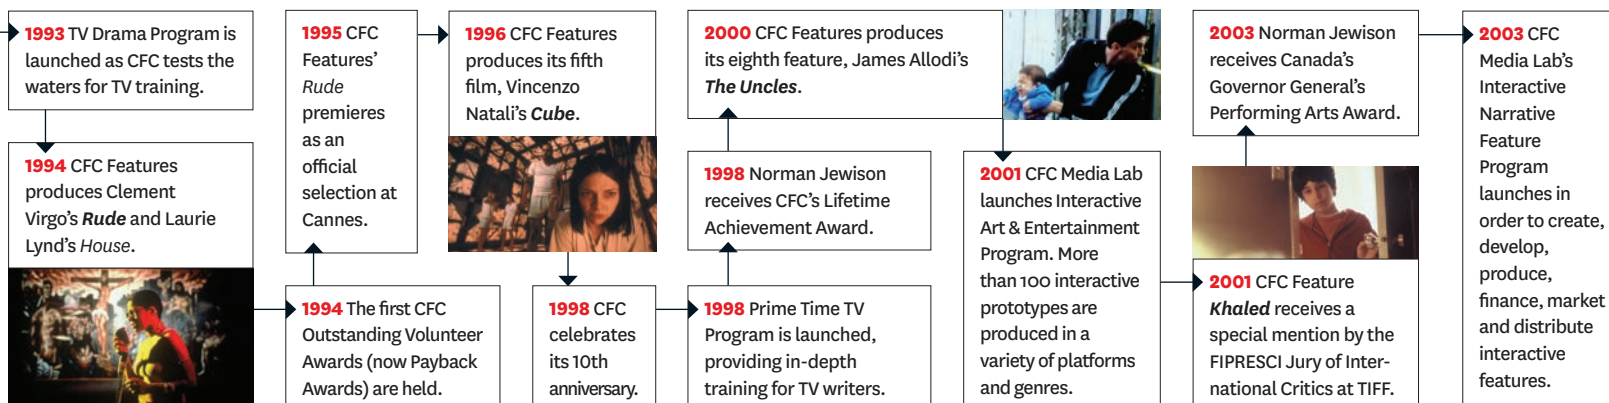 1993 TV Drama Program is
launched as CFC tests the
waters for TV training.
1994 CFC Features
produces Clement
Virgo's Rude and Laurie
Lynd's House.
1994 The first CFC
Outstanding Volunteer
Awards (now Payback
Awards) are held.
1995 CFC
Features'
Rude
premieres
as an
official
selection at
Cannes.
1996 CFC Features
produces its fifth
film, Vincenzo
Natali's Cube.
1998 CFC
celebrates
its 10th
anniversary.
1998 Prime Time TV
Program is launched,
providing in-depth
training for TV writers.
1998 Norman Jewison
receives CFC's Lifetime
Achievement Award.
2000 CFC Features produces
its eighth feature, James Allodi's
The Uncles.
2001 CFC Media Lab
launches Interactive
Art & Entertainment
Program. More
than 100 interactive
prototypes are
produced in a
variety of platforms
and genres.
2001 CFC Feature
Khaled receives a
special mention by the
FIPRESCI Jury of Inter-
national Critics at TIFF.
2003 Norman Jewison
receives Canada's
Governor General's
Performing Arts Award.
2003 CFC
Media Lab's
Interactive
Narrative
Feature
Program
launches in
order to create,
develop,
produce,
finance, market
and distribute
interactive
features.